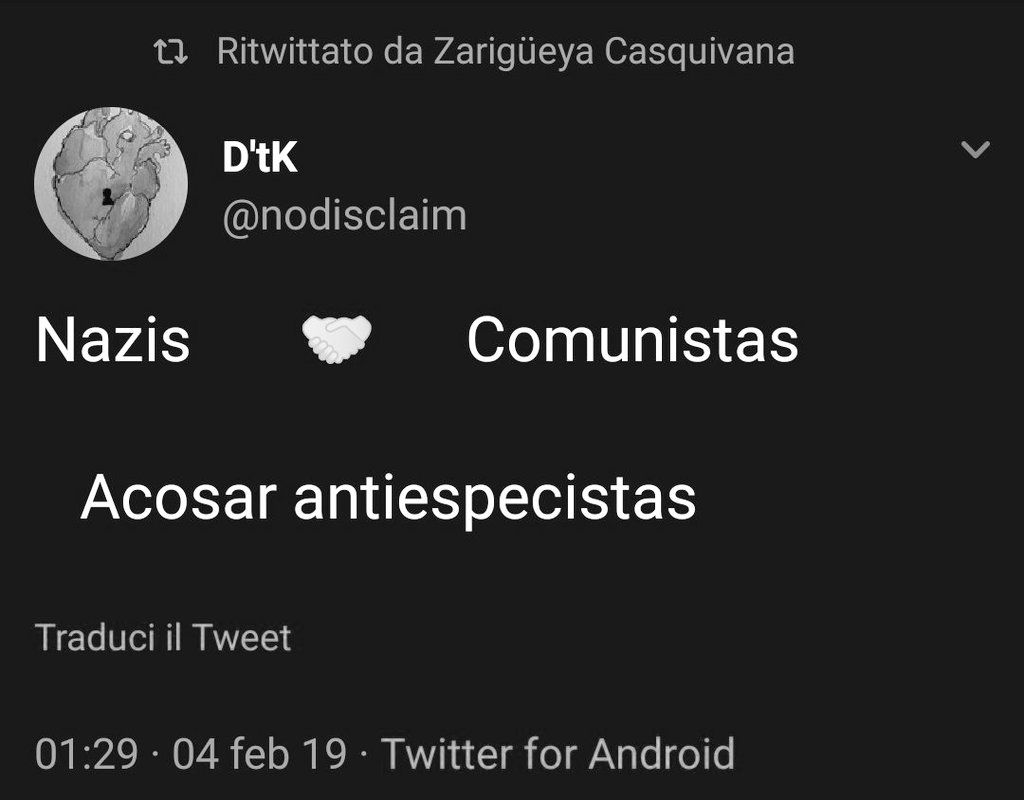 Ritwittato da Zarigüeya Casquivana
D'tK
@nodisclaim
Nazis 🤝 Comunistas
Acosar antiespecistas
Traduci il Tweet
01:29 · 04 feb 19 · Twitter for Android